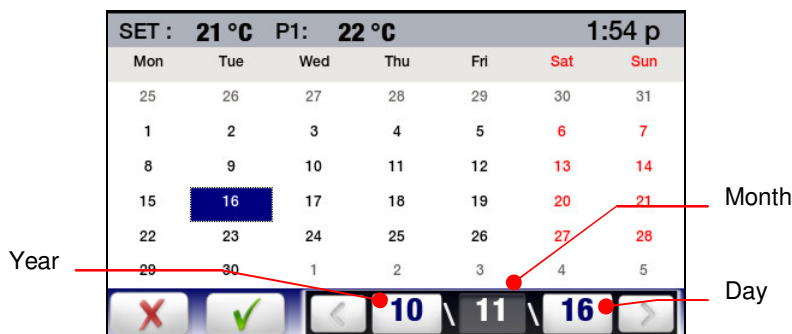 SET : 21 °C P1: 22 °C 1:54 p
Mon Tue Wed Thu Fri Sat Sun
25 26 27 28 29 30 31
1 2 3 4 5 6 7
8 9 10 11 12 13 14
15 16 17 18 19 20 21
Month
22 23 24 25 26 27 28
Year
29 30 1 2 3 4 5
Day
< 10 \ 11 \ 16 >